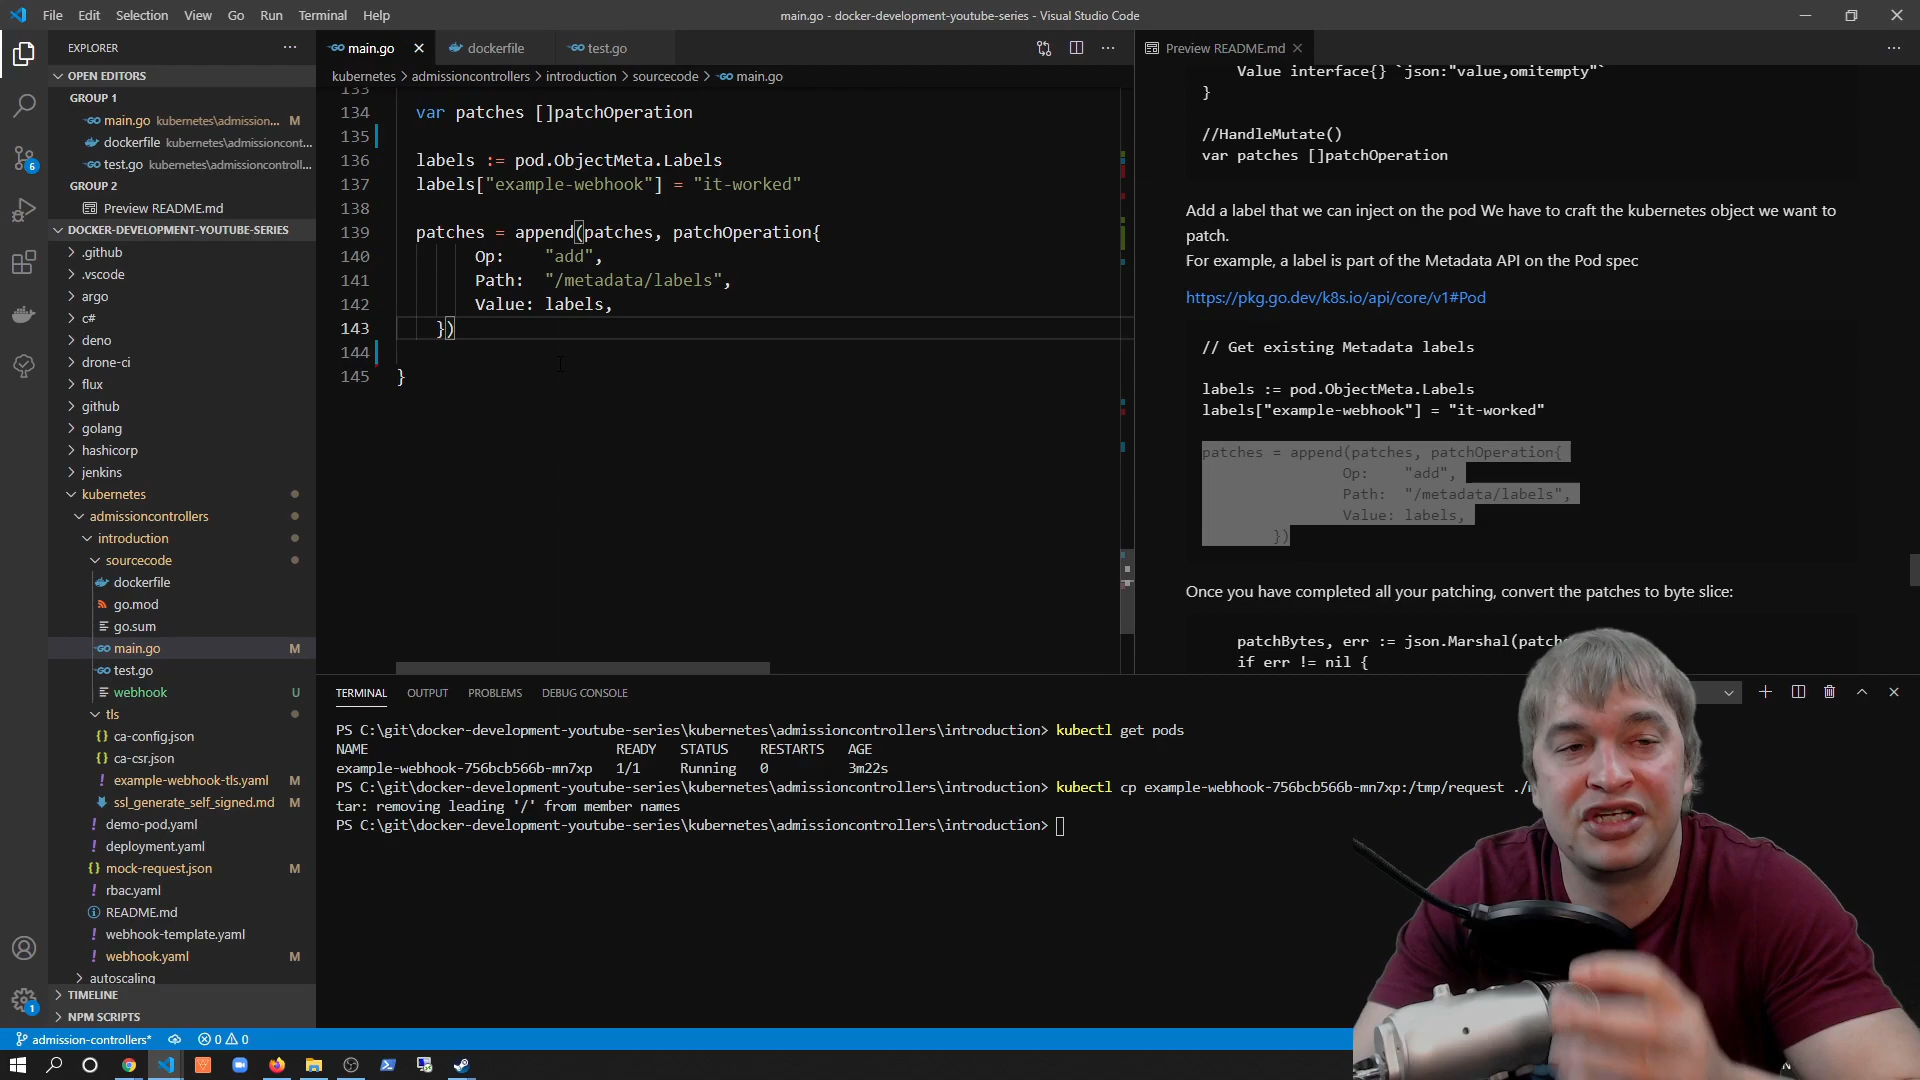 File Edit Selection View Go Run Terminal Help
main.go - docker-development-youtube-series - Visual Studio Code
EXPLORER
OPEN EDITORS
GROUP 1
main.go kubernetes\admission... M
dockerfile kubernetes\admissioncont...
test.go kubernetes\admissioncontroll...
GROUP 2
Preview README.md
DOCKER-DEVELOPMENT-YOUTUBE-SERIES
.github
.vscode
argo
c#
deno
drone-ci
flux
github
golang
hashicorp
jenkins
kubernetes
admissioncontrollers
introduction
sourcecode
dockerfile
go.mod
go.sum
main.go M
test.go
webhook U
tls
ca-config.json
ca-csr.json
example-webhook-tls.yaml M
ssl_generate_self_signed.md M
demo-pod.yaml
deployment.yaml
mock-request.json M
rbac.yaml
README.md
webhook-template.yaml
webhook.yaml M
autoscaling
TIMELINE
NPM SCRIPTS
main.go dockerfile test.go
kubernetes > admissioncontrollers > introduction > sourcecode > main.go
133
134 var patches []patchOperation
135
136 labels := pod.ObjectMeta.Labels
137 labels["example-webhook"] = "it-worked"
138
139 patches = append(patches, patchOperation{
140 Op: "add",
141 Path: "/metadata/labels",
142 Value: labels,
143 })
144
145 }
Preview README.md
Value interface{} `json:"value,omitempty"`
}
//HandleMutate()
var patches []patchOperation
Add a label that we can inject on the pod We have to craft the kubernetes object we want to
patch.
For example, a label is part of the Metadata API on the Pod spec
https://pkg.go.dev/k8s.io/api/core/v1#Pod
// Get existing Metadata labels
labels := pod.ObjectMeta.Labels
labels["example-webhook"] = "it-worked"
patches = append(patches, patchOperation{
Op: "add",
Path: "/metadata/labels",
Value: labels,
})
Once you have completed all your patching, convert the patches to byte slice:
patchBytes, err := json.Marshal(patche
if err != nil {
TERMINAL OUTPUT PROBLEMS DEBUG CONSOLE
PS C:\git\docker-development-youtube-series\kubernetes\admissioncontrollers\introduction> kubectl get pods
NAME READY STATUS RESTARTS AGE
example-webhook-756bcb566b-mn7xp 1/1 Running 0 3m22s
PS C:\git\docker-development-youtube-series\kubernetes\admissioncontrollers\introduction> kubectl cp example-webhook-756bcb566b-mn7xp:/tmp/request ./
tar: removing leading '/' from member names
PS C:\git\docker-development-youtube-series\kubernetes\admissioncontrollers\introduction>
admission-controllers* 0 0
6
1